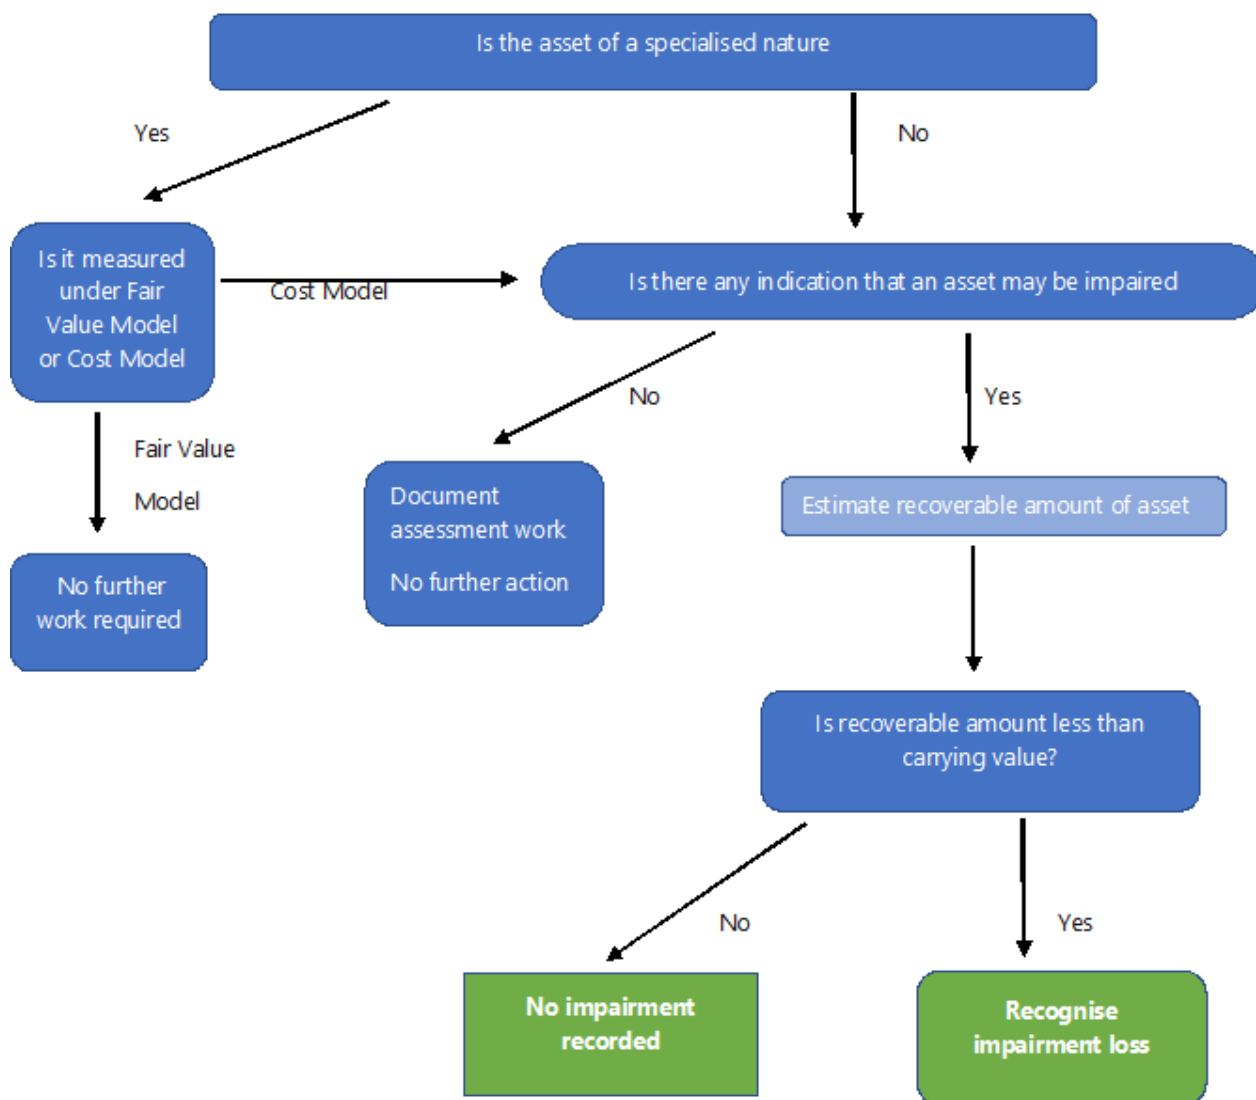 Is the asset of a specialised nature
Yes
No
Is it measured
under Fair
Value Model
or Cost Model
Cost Model
Is there any indication that an asset may be impaired
No
Yes
Fair Value
Model
Document
assessment work
No further action
Estimate recoverable amount of asset
No further
work required
Is recoverable amount less than
carrying value?
No
Yes
No impairment
recorded
Recognise
impairment loss